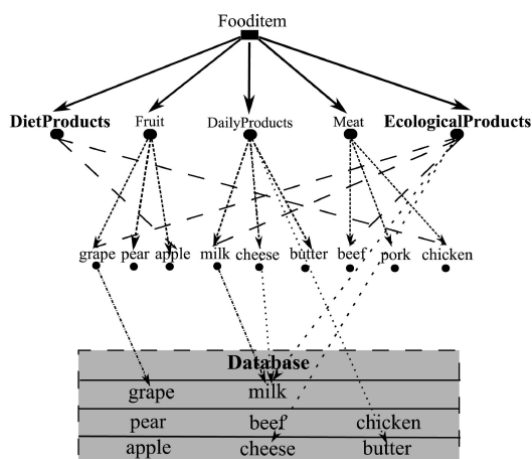 Fooditem
DietProducts Fruit DailyProducts Meat EcologicalProducts
grape pear apple milk cheese butter beef pork chicken
Database
grape milk
pear beef chicken
apple cheese butter